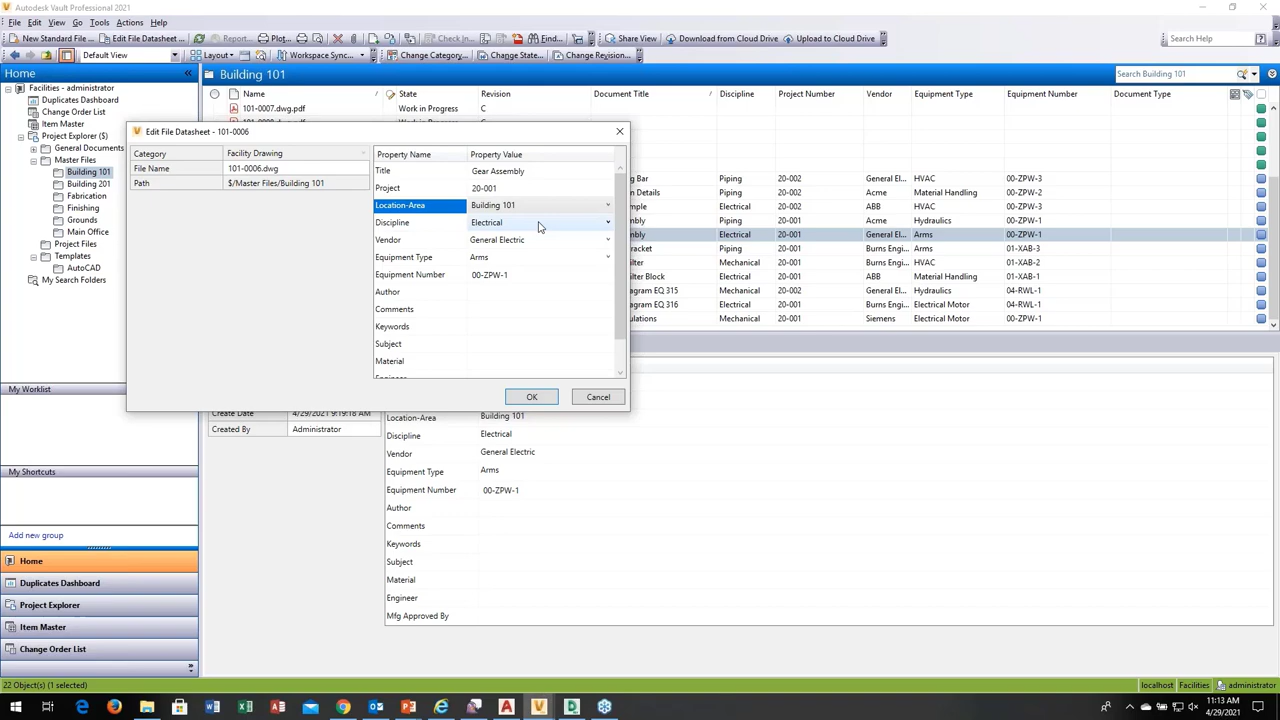 Autodesk Vault Professional 2021
File Edit View Go Tools Actions Help
New Standard File ... Edit File Datasheet ... Report... Plot... Check In... Find... Share View Download from Cloud Drive Upload to Cloud Drive Search Help
Default View Layout Workspace Sync... Change Category... Change State... Change Revision...
Home
Facilities - administrator
Duplicates Dashboard
Change Order List
Item Master
Project Explorer ($)
General Documents
Master Files
Building 101
Building 201
Fabrication
Finishing
Grounds
Main Office
Project Files
Templates
AutoCAD
My Search Folders
My Worklist
My Shortcuts
Add new group
Home
Duplicates Dashboard
Project Explorer
Item Master
Change Order List
Building 101 Search Building 101
Name State Revision Document Title Discipline Project Number Vendor Equipment Type Equipment Number Document Type
101-0007.dwg.pdf Work in Progress C
Edit File Datasheet - 101-0006
Category Facility Drawing
File Name 101-0006.dwg
Path $/Master Files/Building 101
Property Name Property Value
Title Gear Assembly
Project 20-001
Location-Area Building 101
Discipline Electrical
Vendor General Electric
Equipment Type Arms
Equipment Number 00-ZPW-1
Author
Comments
Keywords
Subject
Material
OK Cancel
Bar Piping 20-002 General El... HVAC 00-ZPW-3
Details Mechanical 20-002 Acme Material Handling 00-ZPW-2
Electrical 20-002 ABB HVAC 00-ZPW-3
Piping 20-001 Acme Hydraulics 00-ZPW-1
Electrical 20-001 General El... Arms 00-ZPW-1
Piping 20-001 Burns Engin... Arms 01-XAB-3
Mechanical 20-001 Burns Engin... HVAC 01-XAB-2
Block Electrical 20-001 ABB Material Handling 01-XAB-1
EQ 315 Mechanical 20-002 General El... Hydraulics 04-RWL-1
EQ 316 Electrical 20-001 Burns Engin... Electrical Motor 04-RWL-1
Mechanical 20-001 Siemens Electrical Motor 00-ZPW-1
Create Date 4/29/2021 9:19:18 AM
Created By Administrator
Location-Area Building 101
Discipline Electrical
Vendor General Electric
Equipment Type Arms
Equipment Number 00-ZPW-1
Author
Comments
Keywords
Subject
Material
Engineer
Mfg Approved By
22 Object(s) (1 selected) localhost Facilities administrator
11:13 AM
4/29/2021